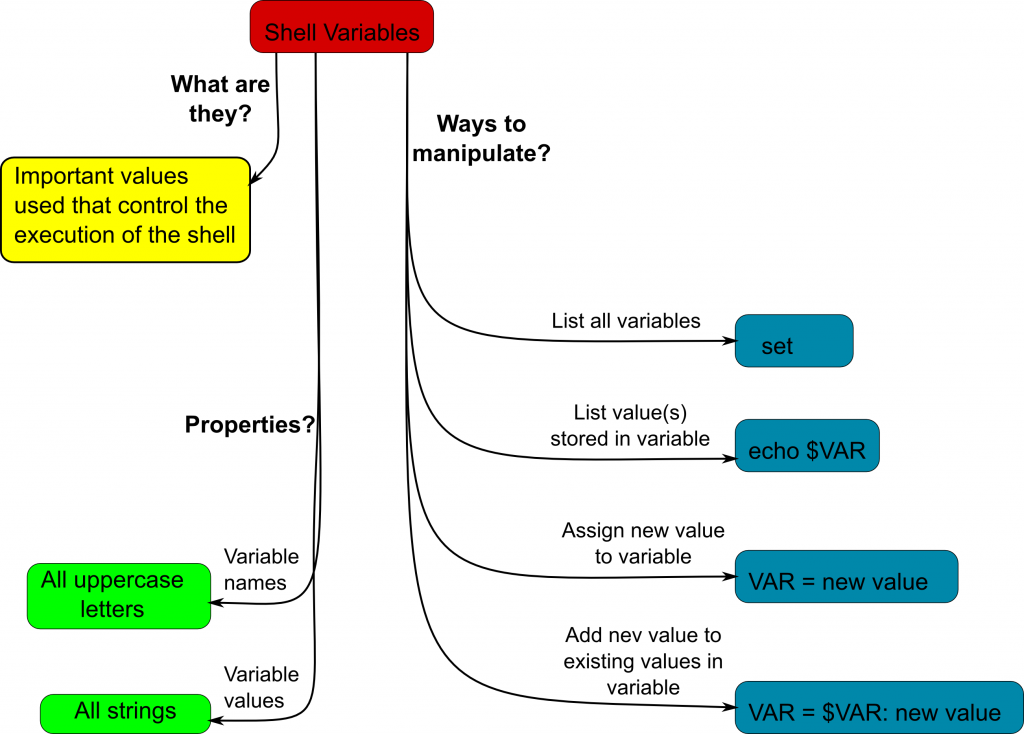 Shell Variables
What are
they?
Important values
used that control the
execution of the shell
Ways to
manipulate?
List all variables
set
List value(s)
stored in variable
echo $VAR
Assign new value
to variable
VAR = new value
Add nev value to
existing values in
variable
VAR = $VAR: new value
Properties?
Variable
names
All uppercase
letters
Variable
values
All strings